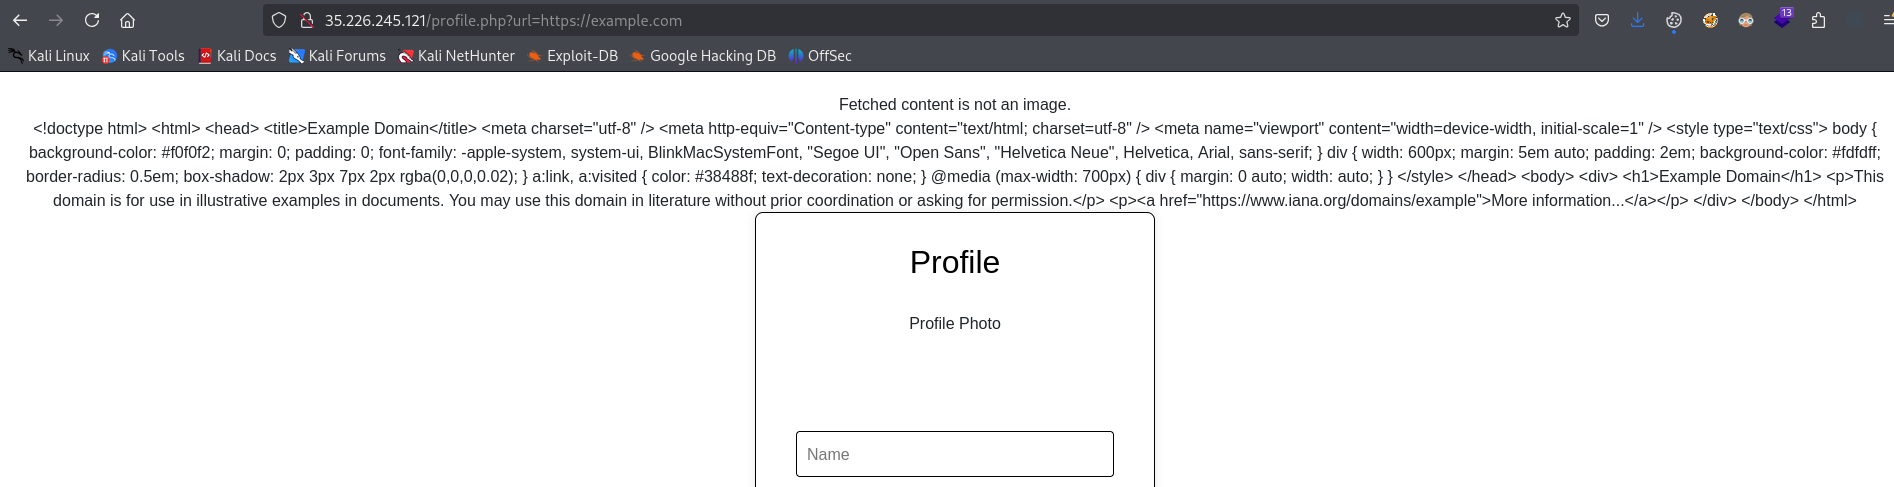 35.226.245.121/profile.php?url=https://example.com
13
Kali Linux Kali Tools Kali Docs Kali Forums Kali NetHunter Exploit-DB Google Hacking DB OffSec
Fetched content is not an image.
<!doctype html> <html> <head> <title>Example Domain</title> <meta charset="utf-8" /> <meta http-equiv="Content-type" content="text/html; charset=utf-8" /> <meta name="viewport" content="width=device-width, initial-scale=1" /> <style type="text/css"> body {
background-color: #f0f0f2; margin: 0; padding: 0; font-family: -apple-system, system-ui, BlinkMacSystemFont, "Segoe UI", "Open Sans", "Helvetica Neue", Helvetica, Arial, sans-serif; } div { width: 600px; margin: 5em auto; padding: 2em; background-color: #fdfdff;
border-radius: 0.5em; box-shadow: 2px 3px 7px 2px rgba(0,0,0,0.02); } a:link, a:visited { color: #38488f; text-decoration: none; } @media (max-width: 700px) { div { margin: 0 auto; width: auto; } } </style> </head> <body> <div> <h1>Example Domain</h1> <p>This
domain is for use in illustrative examples in documents. You may use this domain in literature without prior coordination or asking for permission.</p> <p><a href="https://www.iana.org/domains/example">More information...</a></p> </div> </body> </html>
Profile
Profile Photo
Name